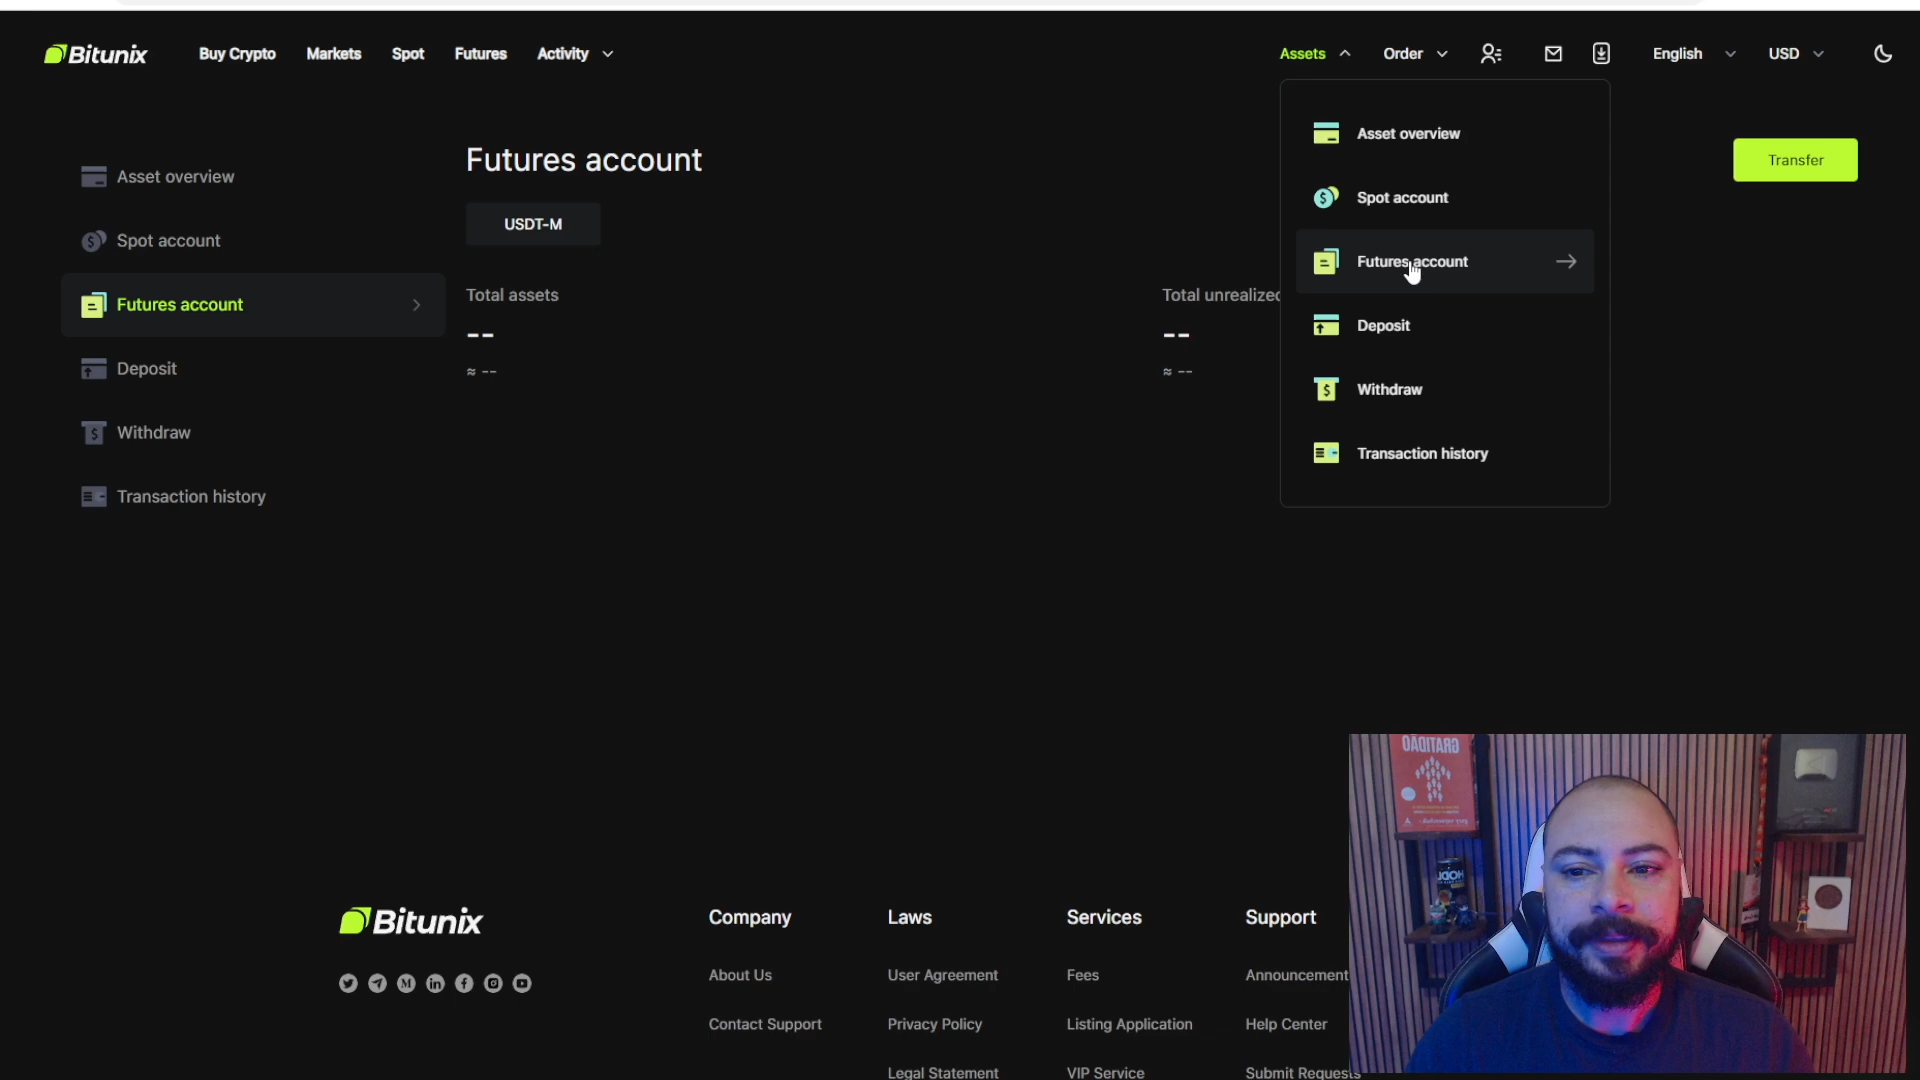 Bitunix
Buy Crypto
Markets
Spot
Futures
Activity
Assets
Order
English
USD
Asset overview
Spot account
Futures account
Deposit
Withdraw
Transaction history
Futures account
USDT-M
Total assets
--
≈ --
Total unrealized
--
≈ --
Asset overview
Spot account
Futures account
Deposit
Withdraw
Transaction history
Transfer
Bitunix
Company
About Us
Contact Support
Laws
User Agreement
Privacy Policy
Legal Statement
Services
Fees
Listing Application
VIP Service
Support
Announcement
Help Center
Submit Requests
GRATIDÃO
HODL